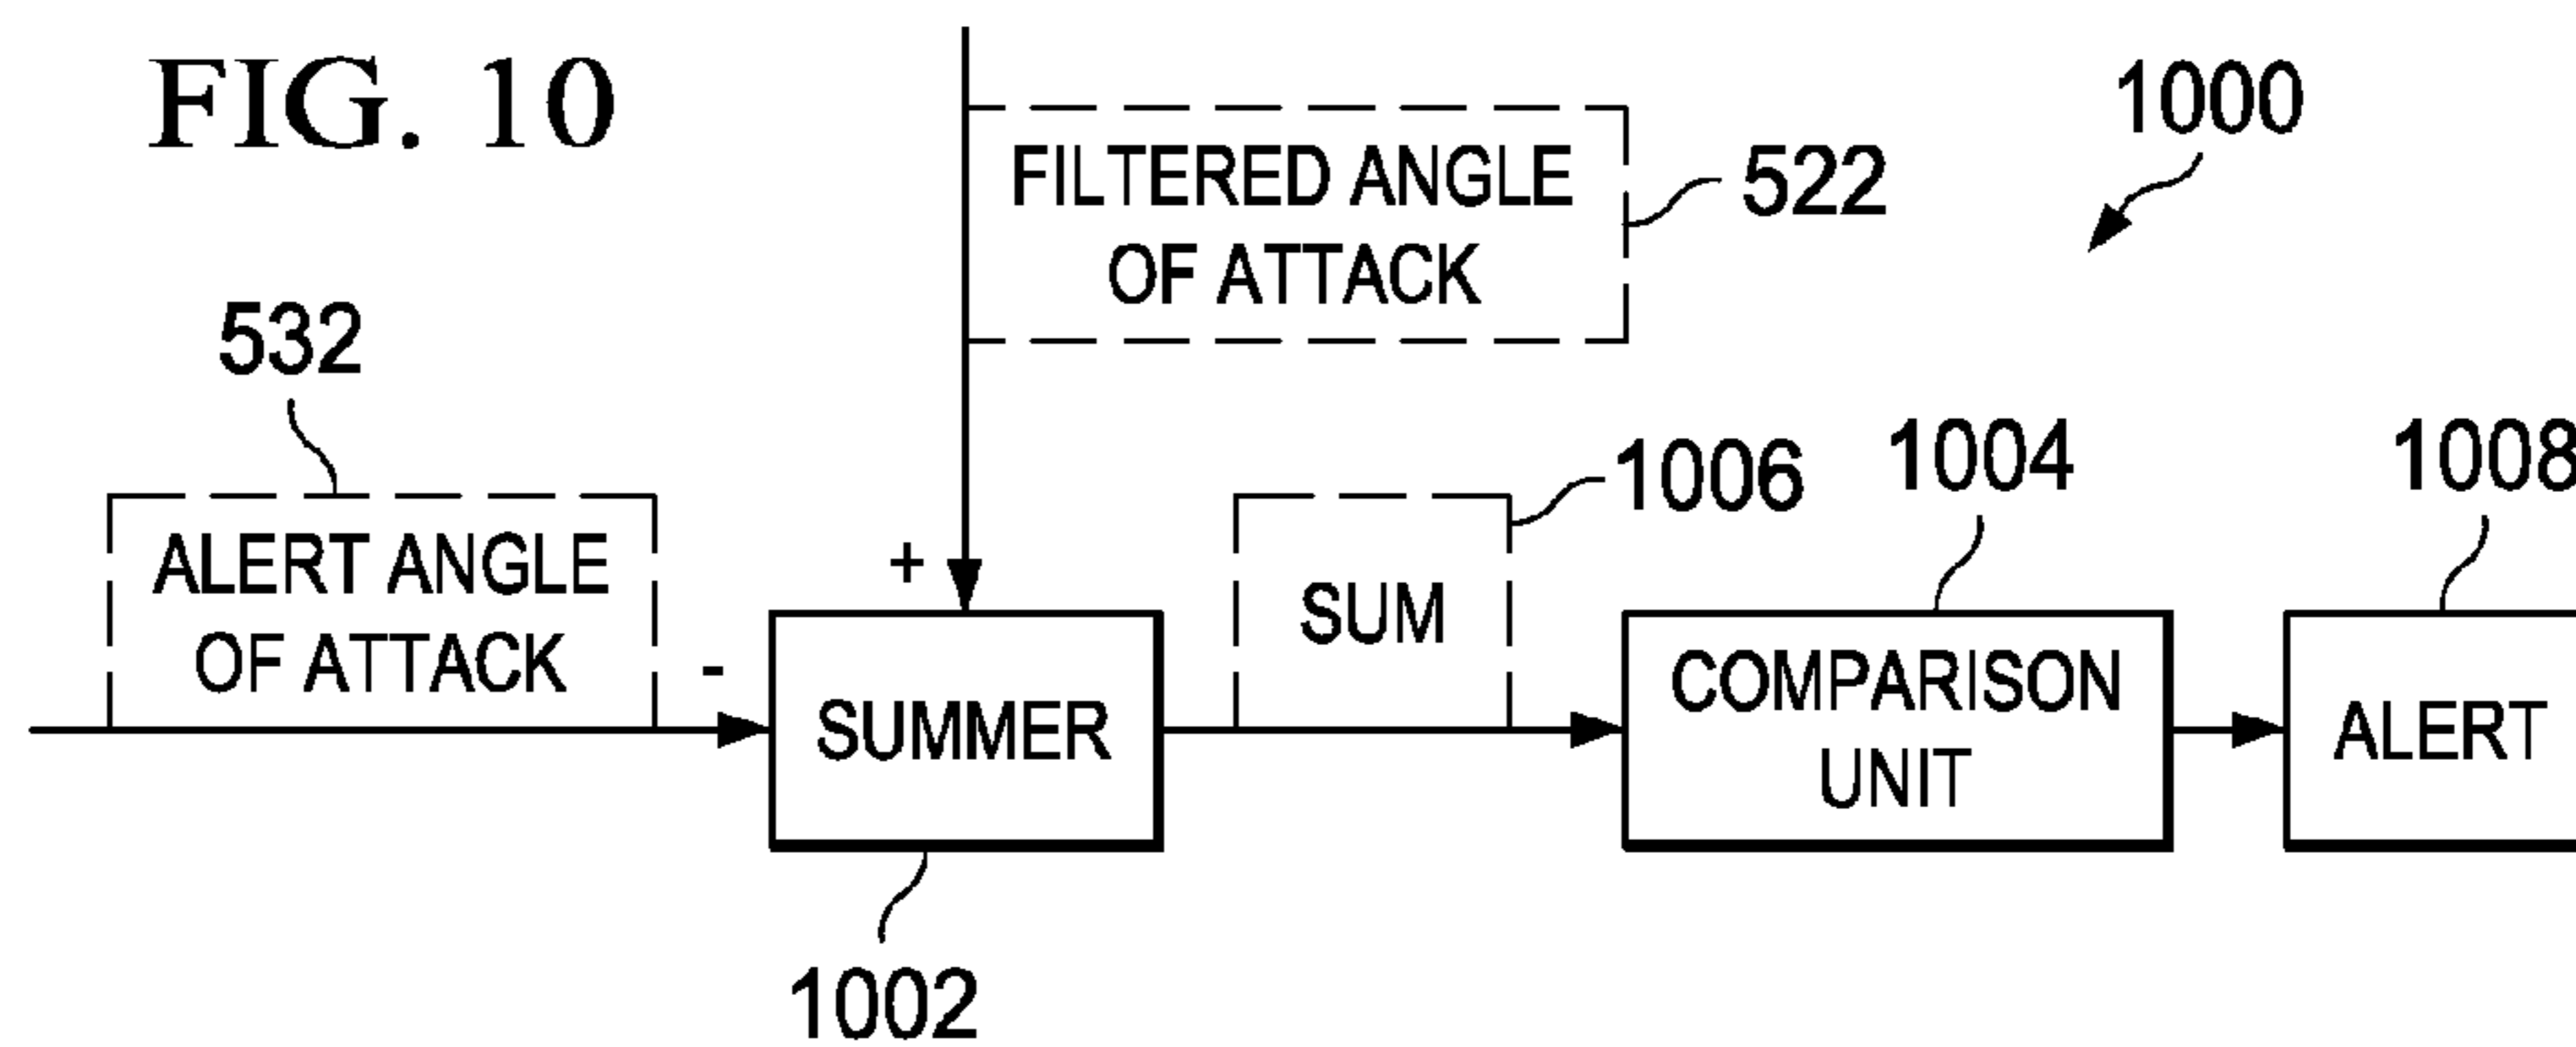 FIG. 10
1000
FILTERED ANGLE
OF ATTACK
522
532
ALERT ANGLE
OF ATTACK
+
-
SUMMER
1002
SUM
1006
1004
COMPARISON
UNIT
1008
ALERT